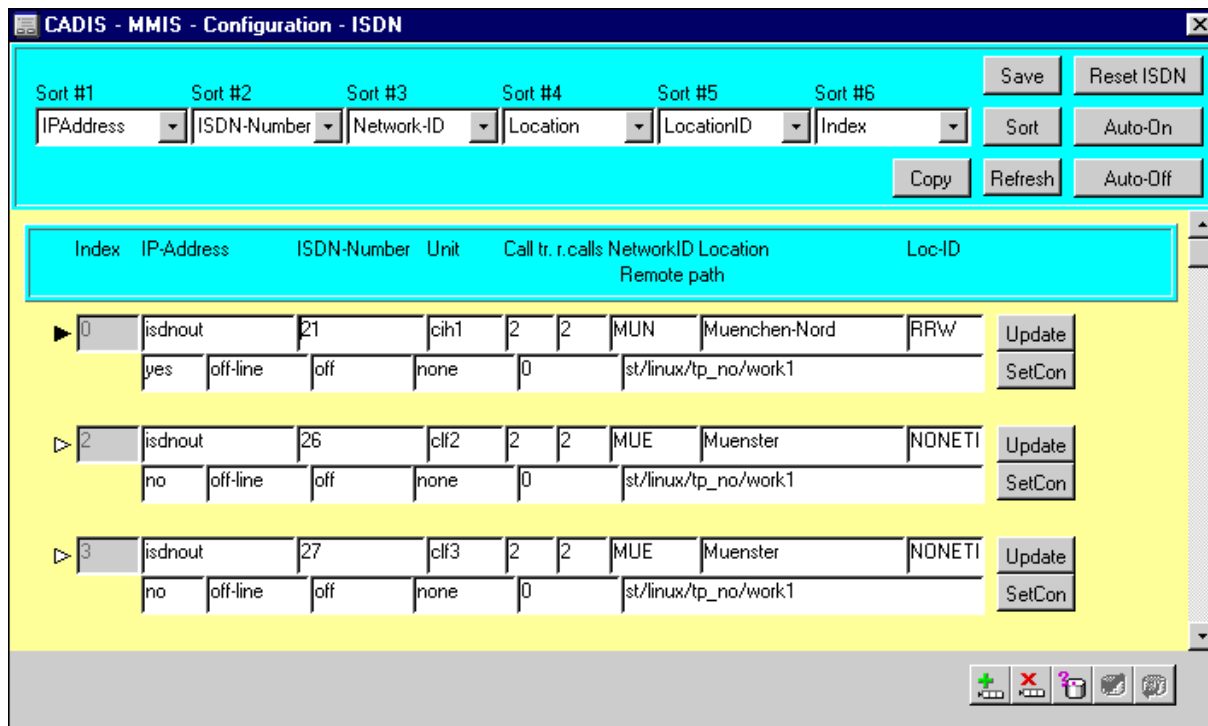 CADIS - MMIS - Configuration - ISDN
Save Reset ISDN
Sort #1 Sort #2 Sort #3 Sort #4 Sort #5 Sort #6
IPAddress ISDN-Number Network-ID Location LocationID Index Sort Auto-On
Copy Refresh Auto-Off
Index IP-Address ISDN-Number Unit Call tr. r.calls NetworkID Location Loc-ID
Remote path
0 isdnout 21 cih1 2 2 MUN Muenchen-Nord RRW Update
yes off-line off none 0 st/linux/tp_no/work1 SetCon
2 isdnout 26 clf2 2 2 MUE Muenster NONETI Update
no off-line off none 0 st/linux/tp_no/work1 SetCon
3 isdnout 27 clf3 2 2 MUE Muenster NONETI Update
no off-line off none 0 st/linux/tp_no/work1 SetCon